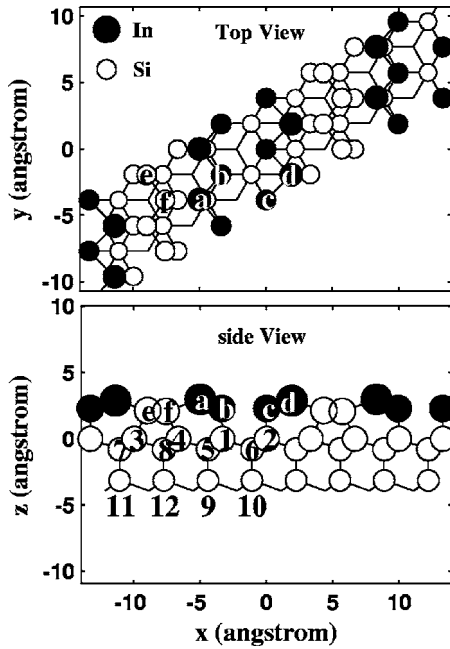 10
In
Top View
Si
5
y (angstrom)
0
e b d
f a c
-5
-10
10
side View
z (angstrom)
5
e f a b c d
0
7 3 8 4 5 1 6 2
-5
11 12 9 10
-10
-10 -5 0 5 10
x (angstrom)